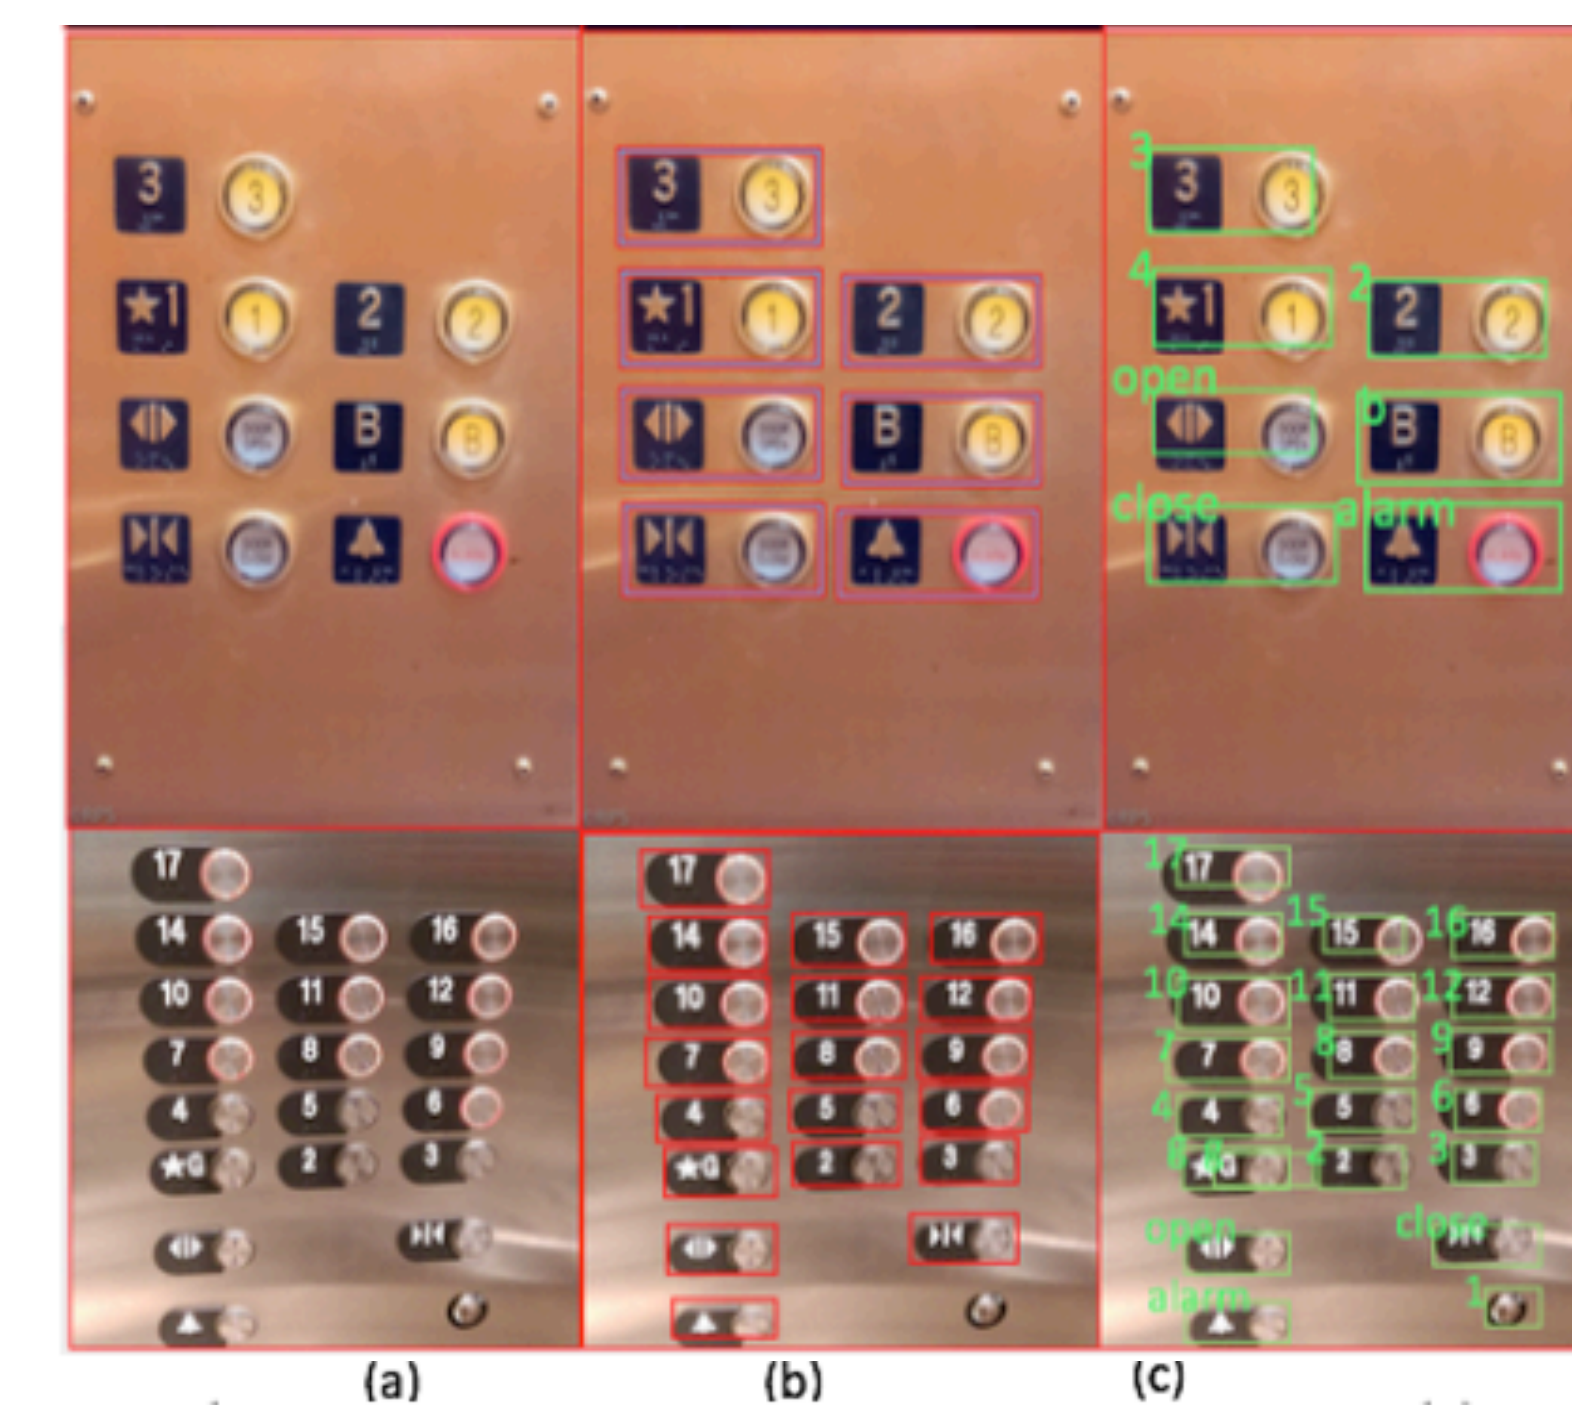 3 3 3 3 3 3 3
★1 1 ★1 1 4 ★1 1
2 2 2 2 2 2 2
open
B B B B b B B
close alarm
17 17 17 17
14 15 16 14 15 16 14 14 15 15 16 16
10 11 12 10 11 12 10 10 11 11 12 12
7 8 9 7 8 9 7 7 8 8 9 9
4 5 6 4 5 6 4 4 5 5 6 6
★G 2 3 ★G 2 3 ★G 2 2 3 3
open close
alarm 1
(a) (b) (c)